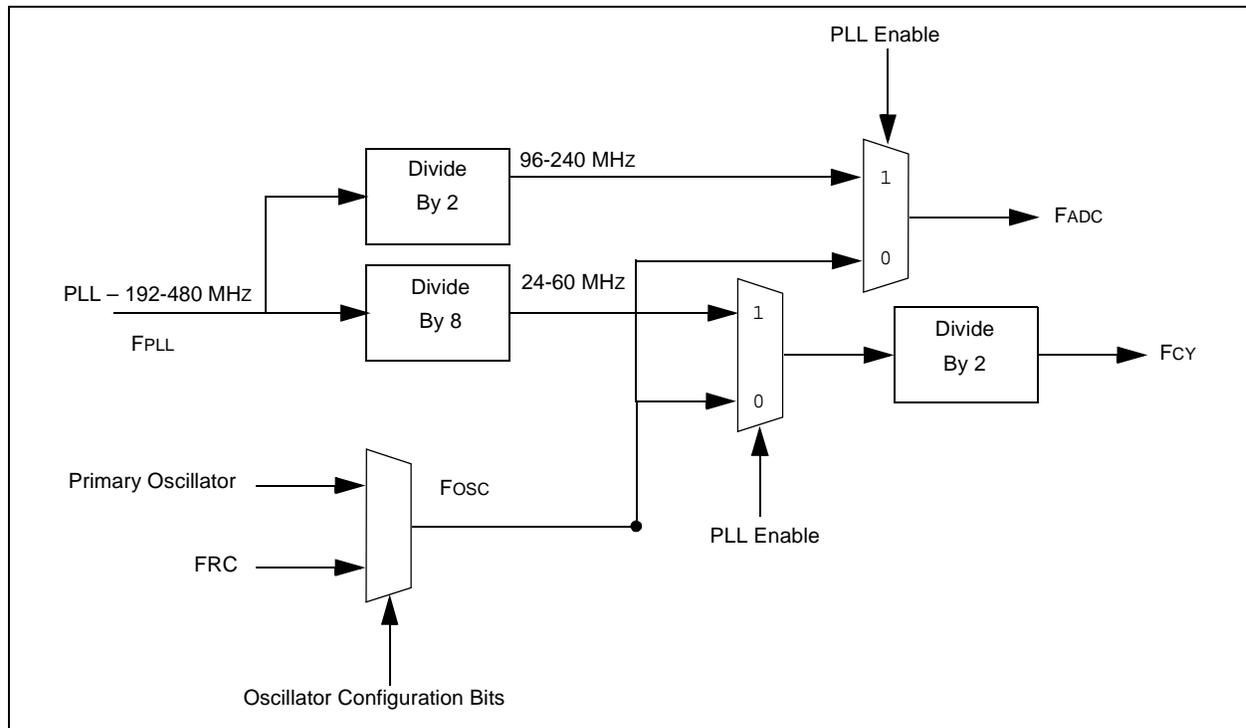 PLL Enable
Divide
By 2
96-240 MHz
1
0
FADC
PLL – 192-480 MHz
FPLL
Divide
By 8
24-60 MHz
1
0
Divide
By 2
FCY
PLL Enable
Primary Oscillator
FRC
FOSC
Oscillator Configuration Bits